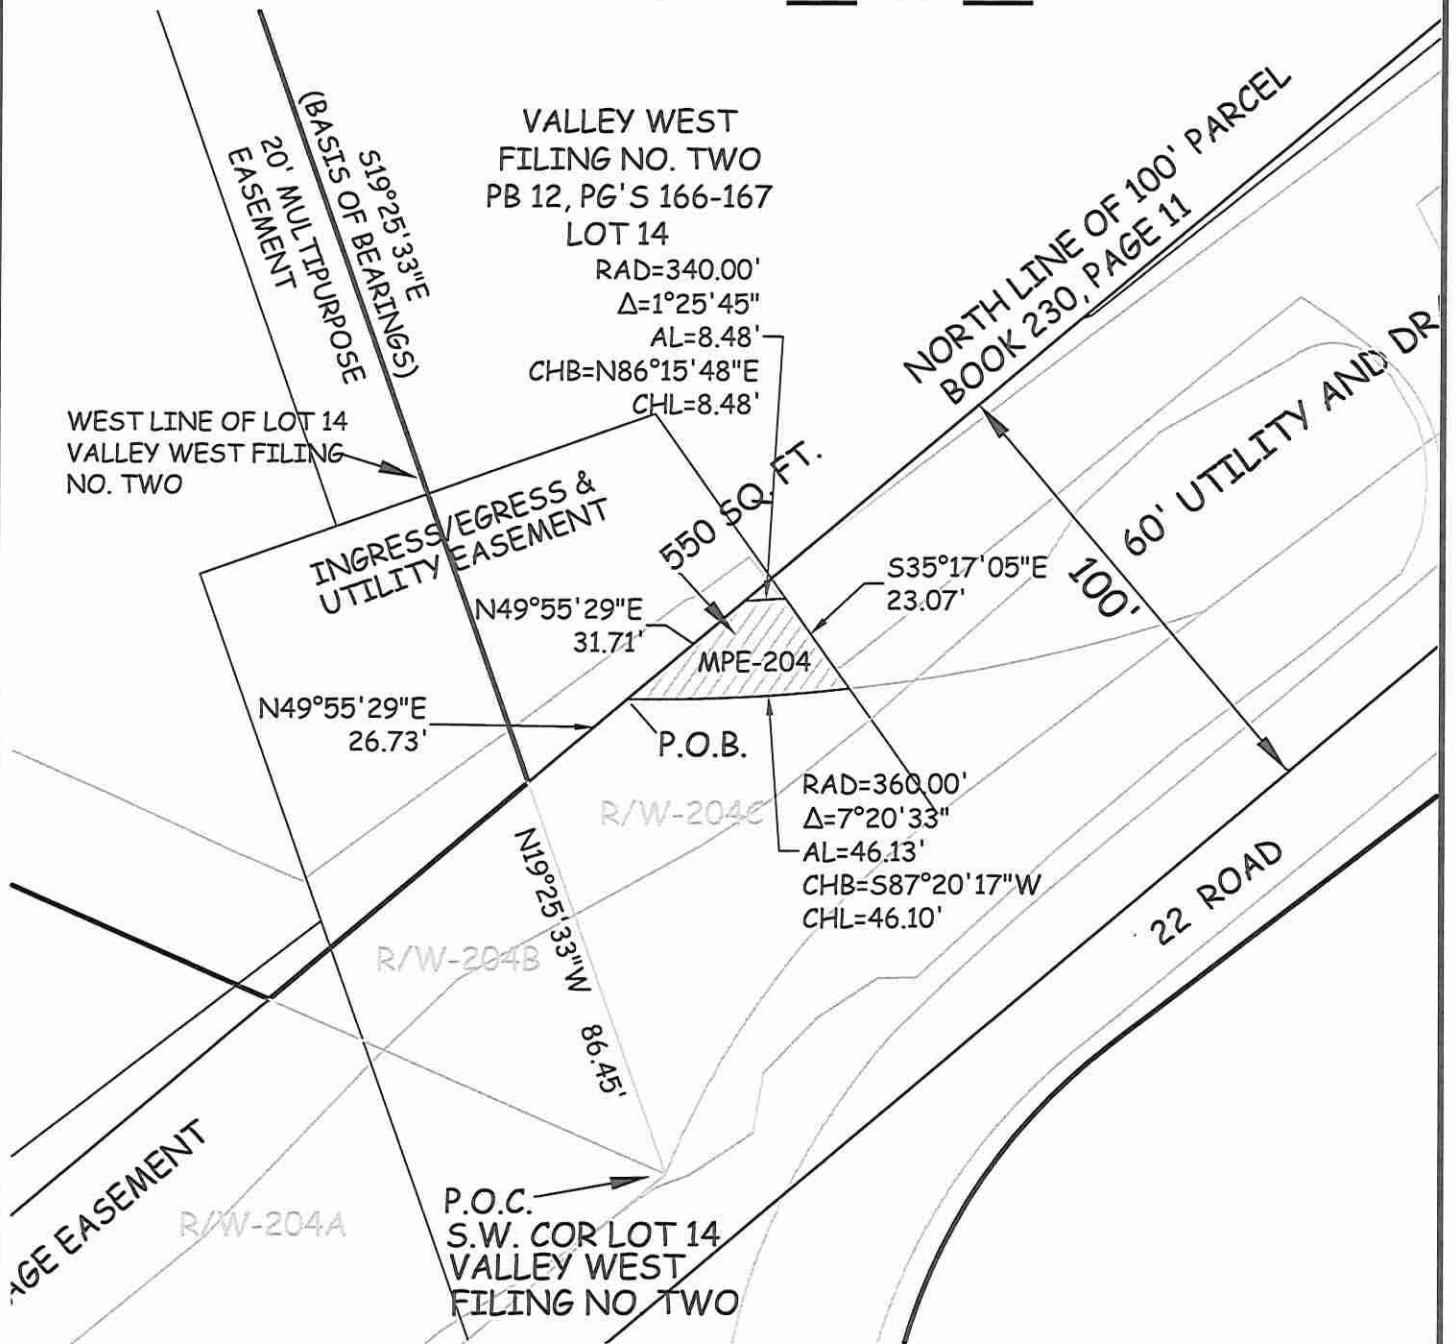 S19°25'33"E
(BASIS OF BEARINGS)
20' MULTIPURPOSE
EASEMENT
VALLEY WEST
FILING NO. TWO
PB 12, PG'S 166-167
LOT 14
RAD=340.00'
Δ=1°25'45"
AL=8.48'
CHB=N86°15'48"E
CHL=8.48'
NORTH LINE OF 100' PARCEL
BOOK 230, PAGE 11
WEST LINE OF LOT 14
VALLEY WEST FILING
NO. TWO
INGRESS/EGRESS &
UTILITY EASEMENT
550 SQ. FT.
60' UTILITY AND DR
100'
S35°17'05"E
23.07'
N49°55'29"E
31.71'
MPE-204
N49°55'29"E
26.73'
P.O.B.
R/W-204C
RAD=360.00'
Δ=7°20'33"
AL=46.13'
CHB=S87°20'17"W
CHL=46.10'
22 ROAD
N19°25'33"W 86.45'
R/W-204B
AGE EASEMENT
R/W-204A
P.O.C.
S.W. COR LOT 14
VALLEY WEST
FILING NO. TWO